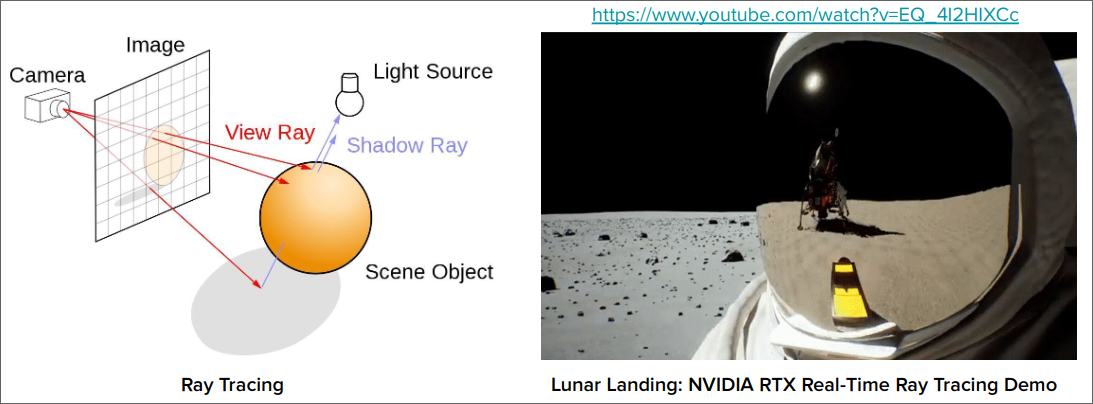 Image
Camera
Light Source
View Ray
Shadow Ray
Scene Object
Ray Tracing
https://www.youtube.com/watch?v=EQ_4I2HIXCc
Lunar Landing: NVIDIA RTX Real-Time Ray Tracing Demo